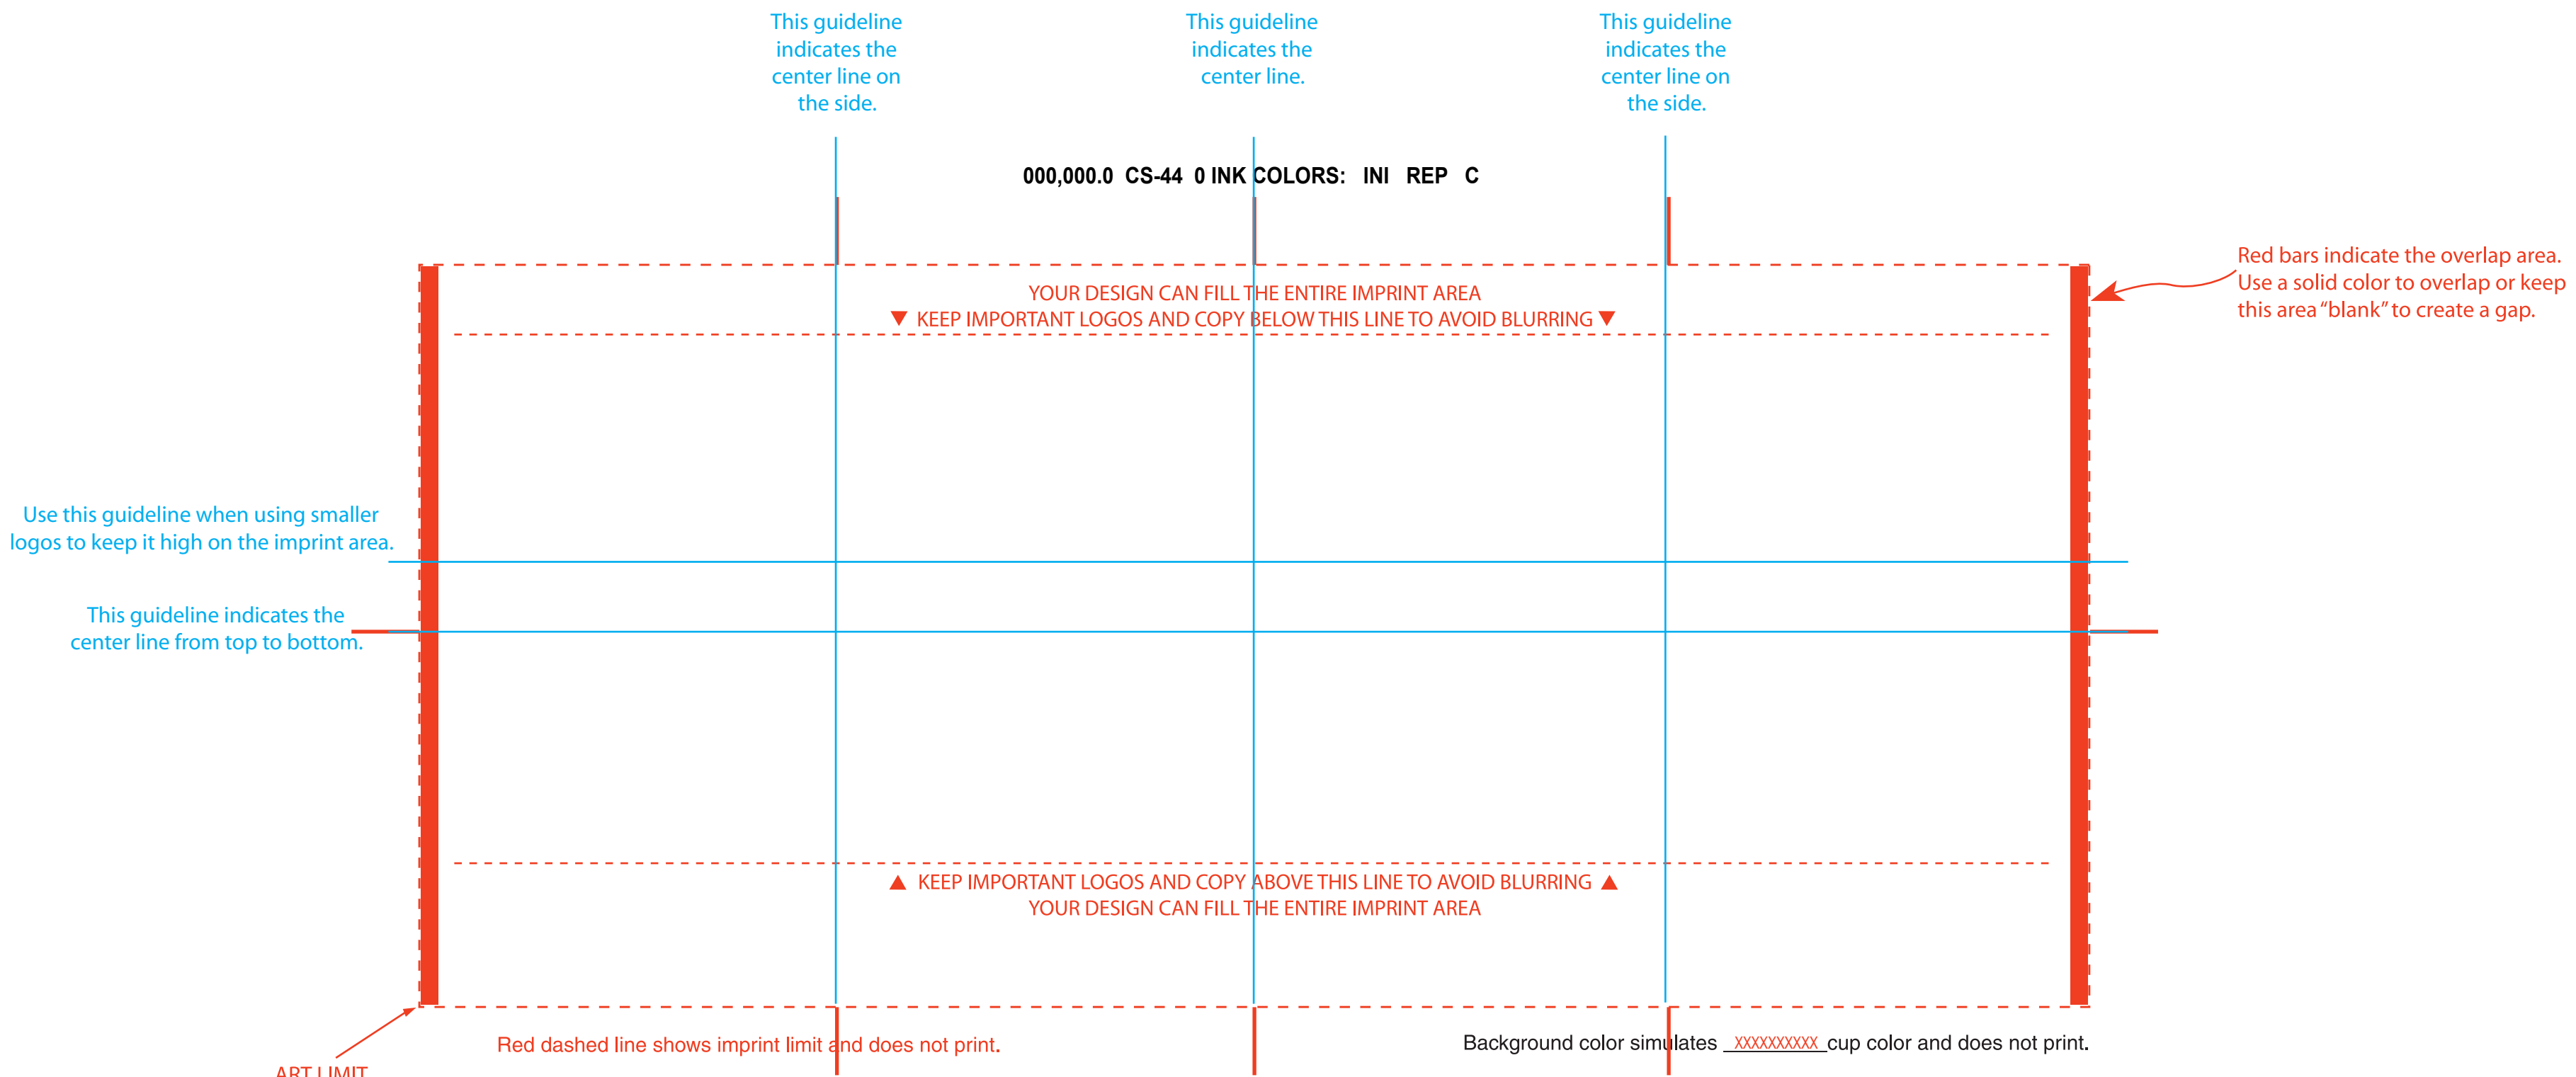 This guideline
indicates the
center line on
the side.
This guideline
indicates the
center line.
This guideline
indicates the
center line on
the side.
000,000.0 CS-44 0 INK COLORS: INI REP C
Red bars indicate the overlap area.
Use a solid color to overlap or keep
this area “blank” to create a gap.
YOUR DESIGN CAN FILL THE ENTIRE IMPRINT AREA
▼ KEEP IMPORTANT LOGOS AND COPY BELOW THIS LINE TO AVOID BLURRING ▼
Use this guideline when using smaller
logos to keep it high on the imprint area.
This guideline indicates the
center line from top to bottom.
▲ KEEP IMPORTANT LOGOS AND COPY ABOVE THIS LINE TO AVOID BLURRING ▲
YOUR DESIGN CAN FILL THE ENTIRE IMPRINT AREA
Red dashed line shows imprint limit and does not print.
Background color simulates XXXXXXXXXX cup color and does not print.
ART LIMIT